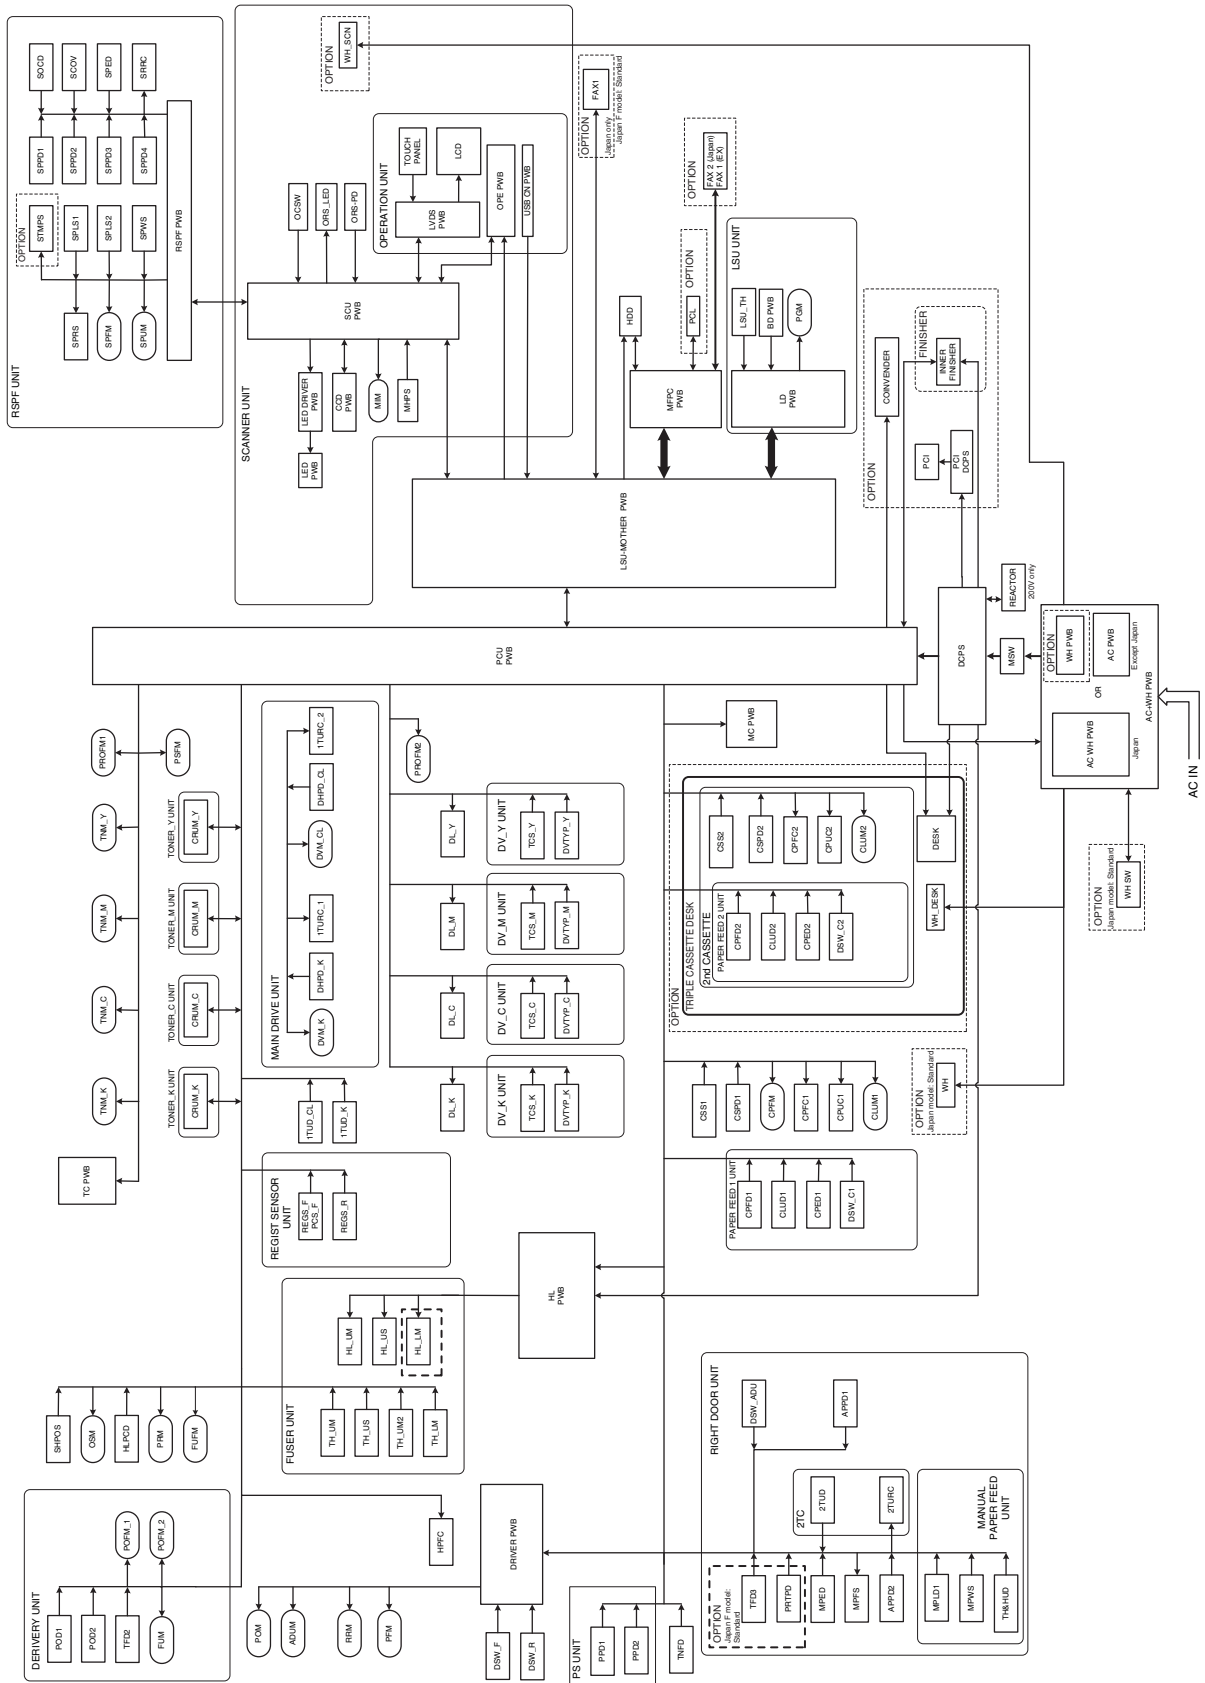 RSPF UNIT
SOCD
SCOV
SPED
SRRC
SPPD1
SPPD2
SPPD3
SPPD4
OPTION
STMPS
SPLS1
SPLS2
SPWS
RSPF PWB
SPRS
SPFM
SPUM
SCANNER UNIT
OPTION
WH_SCN
OPERATION UNIT
TOUCH
PANEL
LCD
LVDS
PWB
OPE PWB
USB CN PWB
OCSW
ORS_LED
ORS-PD
SCU
PWB
LED DRIVER
PWB
CCD
PWB
MIM
MHPS
LED
PWB
FAX1
OPTION
Japan only
Japan F model: Standard
OPTION
FAX 2 (Japan)
FAX 1 (EX)
HDD
OPTION
PCL
MFPC
PWB
LSU UNIT
LSU_TH
BD PWB
PGM
LD
PWB
LSU-MOTHER PWB
OPTION
COINVENDER
FINISHER
INNER
FINISHER
PCI
PCI
DCPS
PCU
PWB
DCPS
REACTOR
200V only
MSW
OPTION
WH PWB
AC PWB
Except Japan
OR
AC WH PWB
Japan
AC+WH PWB
AC IN
OPTION
Japan model: Standard
WH SW
PROFM1
PSFM
TNM_Y
TNM_M
TNM_C
TNM_K
TC PWB
TONER_Y UNIT
CRUM_Y
TONER_M UNIT
CRUM_M
TONER_C UNIT
CRUM_C
TONER_K UNIT
CRUM_K
MAIN DRIVE UNIT
1TURC_2
DHPD_CL
DVM_CL
1TURC_1
DHPD_K
DVM_K
1TUD_CL
1TUD_K
PROFM2
DL_Y
DV_Y UNIT
TCS_Y
DVTYP_Y
DL_M
DV_M UNIT
TCS_M
DVTYP_M
DL_C
DV_C UNIT
TCS_C
DVTYP_C
DL_K
DV_K UNIT
TCS_K
DVTYP_K
MC PWB
OPTION
TRIPLE CASSETTE DESK
2nd CASSETTE
CSS2
CSPD2
CPFC2
CPUC2
CLUM2
PAPER FEED2 UNIT
CPFD2
CLUD2
CPED2
DSW_C2
DESK
WH_DESK
CSS1
CSPD1
CPFM
CPFC1
CPUC1
CLUM1
OPTION
Japan model: Standard
WH
PAPER FEED1 UNIT
CPFD1
CLUD1
CPED1
DSW_C1
REGIST SENSOR
UNIT
REGS_F
PCS_F
REGS_R
HL
PWB
FUSER UNIT
HL_UM
HL_US
HL_LM
TH_UM
TH_US
TH_UM2
TH_LM
SHPOS
OSM
HLPCD
PRM
FUFM
DERIVERY UNIT
POFM_1
POFM_2
POD1
POD2
TFD2
FUM
HPFC
DRIVER PWB
POM
ADUM
RRM
PFM
DSW_F
DSW_R
PS UNIT
PPD1
PPD2
TNFD
RIGHT DOOR UNIT
DSW_ADU
APPD1
2TC
2TUD
2TURC
MANUAL
PAPER FEED
UNIT
OPTION
Japan F model:
Standard
TFD3
PRTPD
MPED
MPFS
APPD2
MPLD1
MPWS
TH&HUD